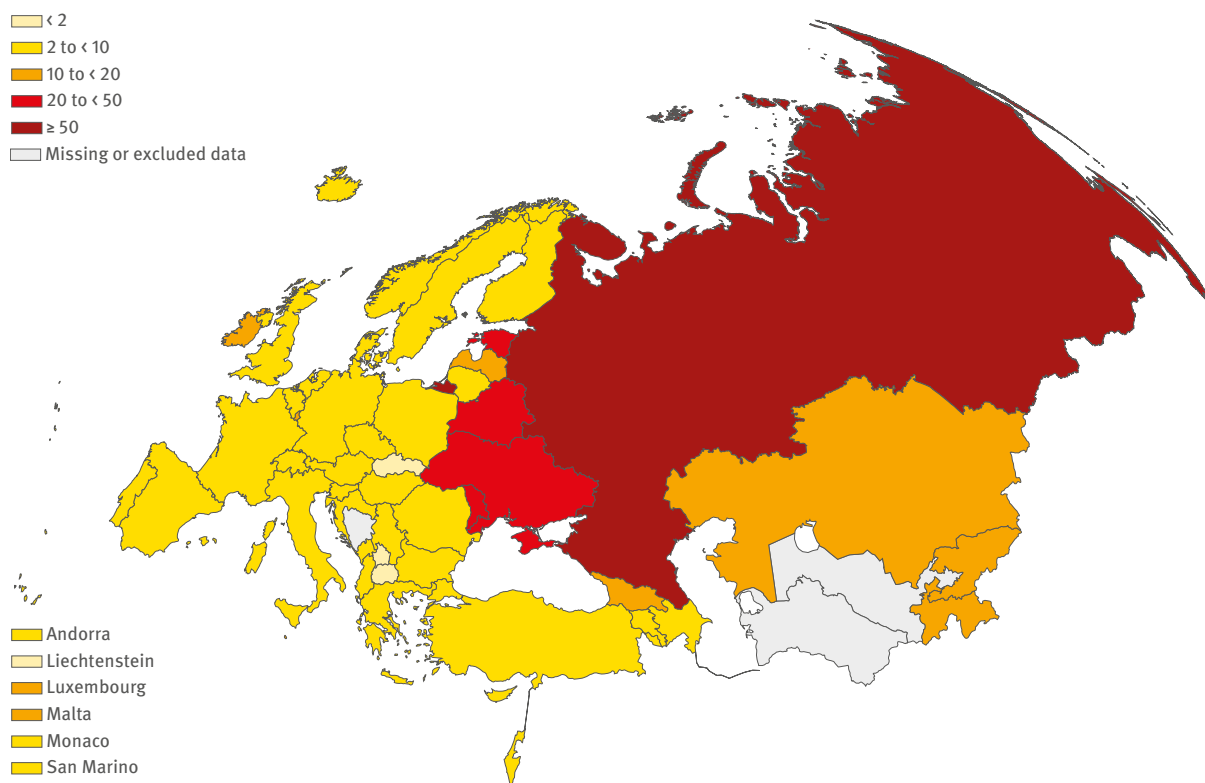 < 2
2 to < 10
10 to < 20
20 to < 50
≥ 50
Missing or excluded data
Andorra
Liechtenstein
Luxembourg
Malta
Monaco
San Marino